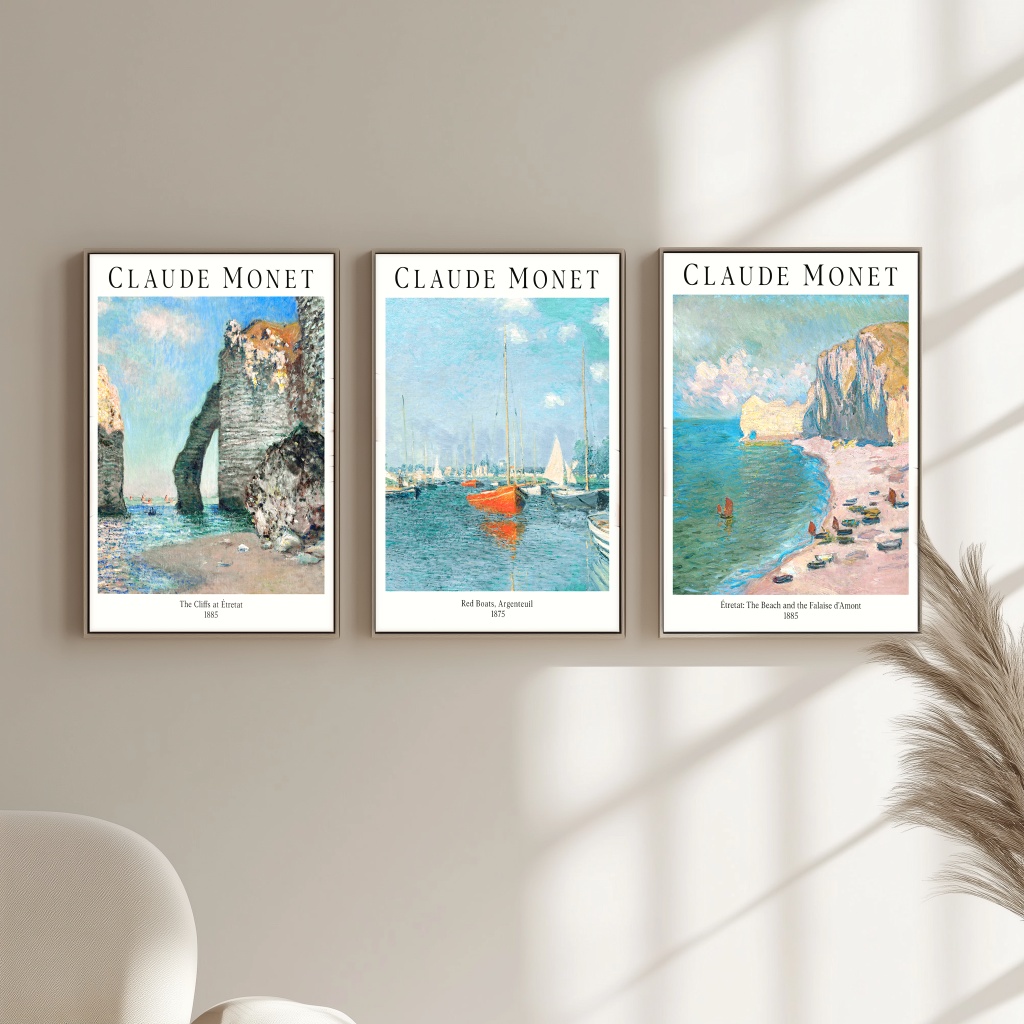 CLAUDE MONET
The Cliffs at Étretat
1885
CLAUDE MONET
Red Boats, Argenteuil
1875
CLAUDE MONET
Étretat: The Beach and the Falaise d'Amont
1885